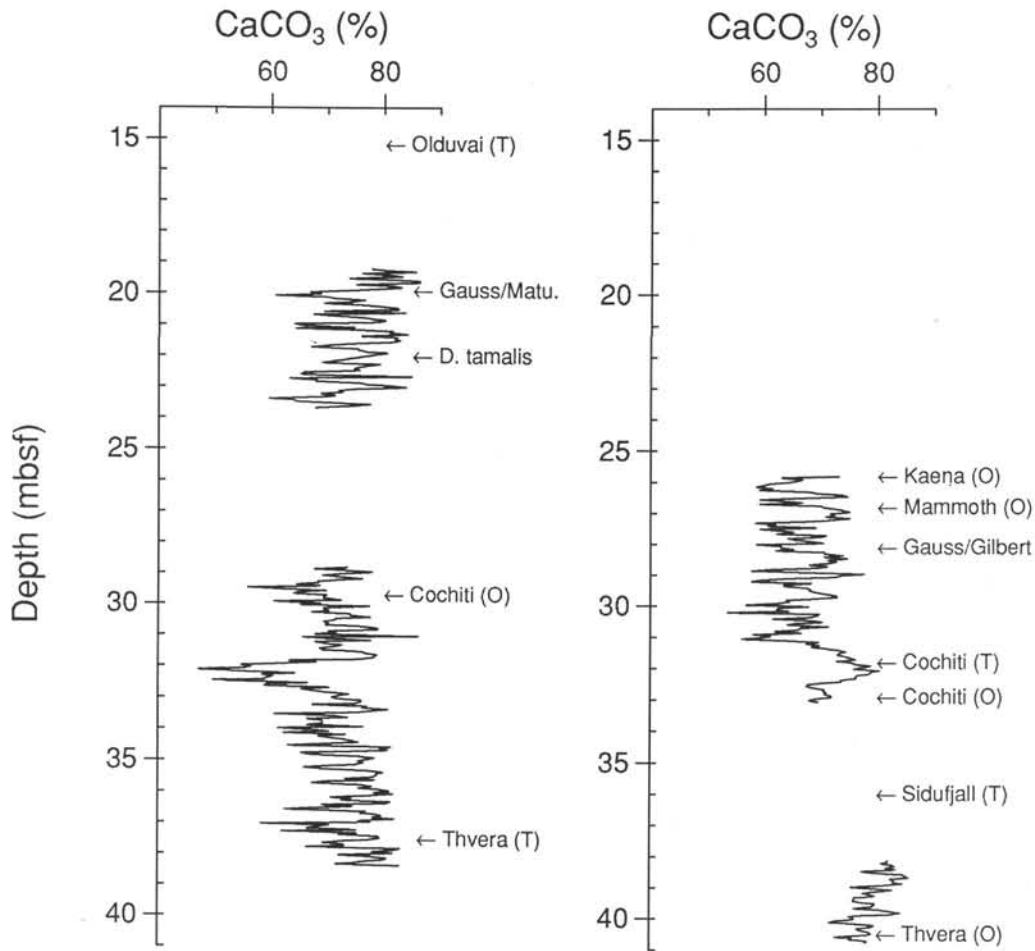 CaCO3 (%)
60 80
15
20
25
30
35
40
Depth (mbsf)
← Olduvai (T)
← Gauss/Matu.
← D. tamalis
← Cochiti (O)
← Thvera (T)
CaCO3 (%)
60 80
15
20
25
30
35
40
← Kaena (O)
← Mammoth (O)
← Gauss/Gilbert
← Cochiti (T)
← Cochiti (O)
← Sidufjall (T)
← Thvera (O)